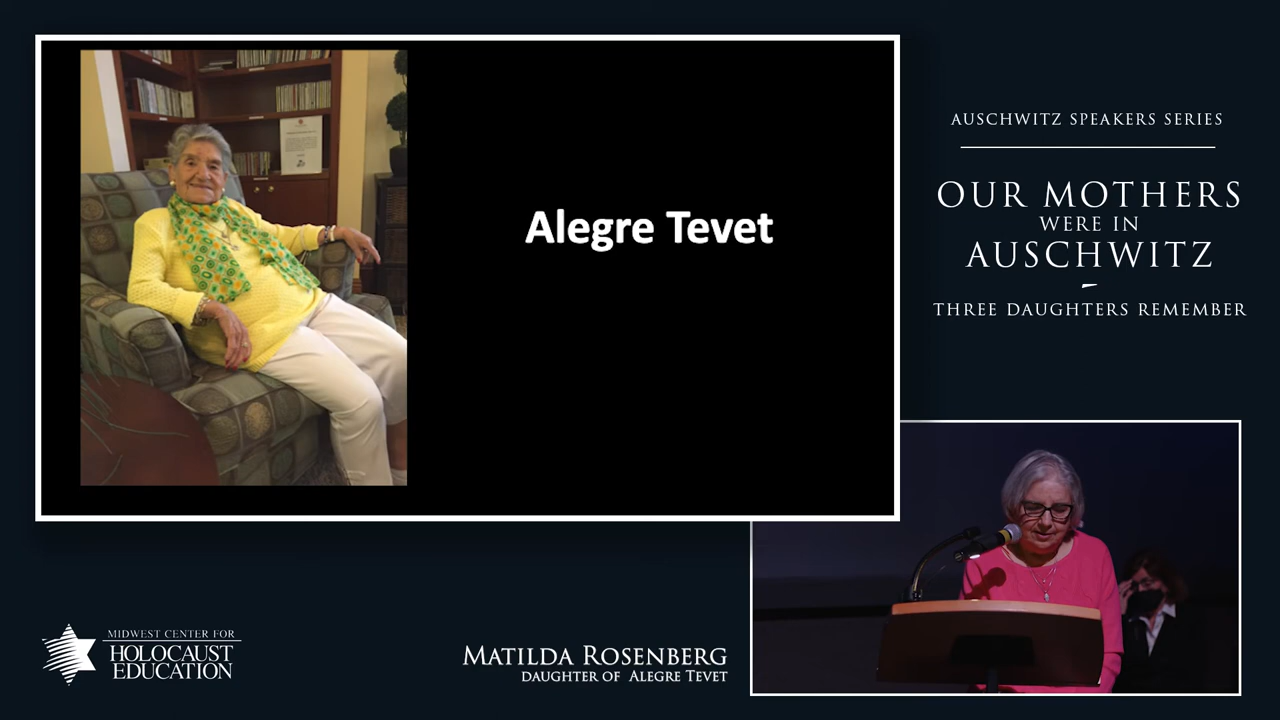 Alegre Tevet
AUSCHWITZ SPEAKERS SERIES
OUR MOTHERS
WERE IN
AUSCHWITZ
THREE DAUGHTERS REMEMBER
MIDWEST CENTER FOR
HOLOCAUST
EDUCATION
MATILDA ROSENBERG
DAUGHTER OF ALEGRE TEVET